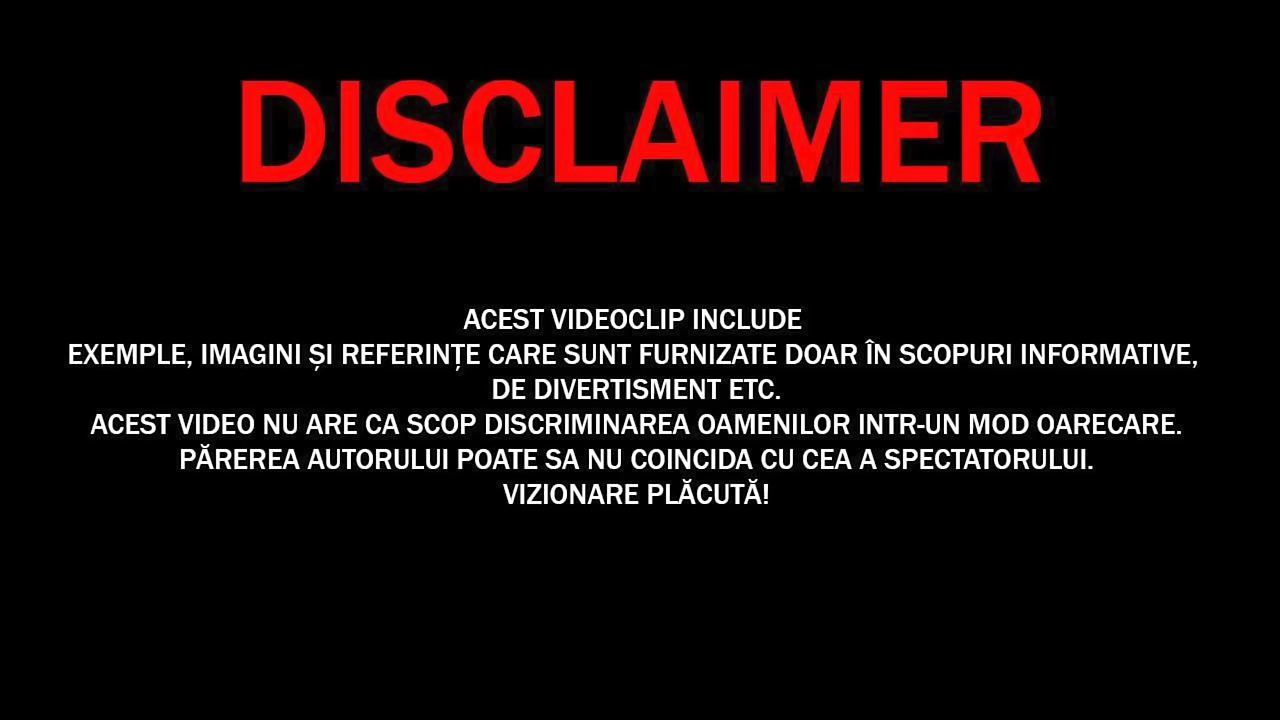 DISCLAIMER
ACEST VIDEOCLIP INCLUDE
EXEMPLE, IMAGINI ȘI REFERINȚE CARE SUNT FURNIZATE DOAR ÎN SCOPURI INFORMATIVE,
DE DIVERTISMENT ETC.
ACEST VIDEO NU ARE CA SCOP DISCRIMINAREA OAMENILOR INTR-UN MOD OARECARE.
PĂREREA AUTORULUI POATE SA NU COINCIDA CU CEA A SPECTATORULUI.
VIZIONARE PLĂCUTĂ!